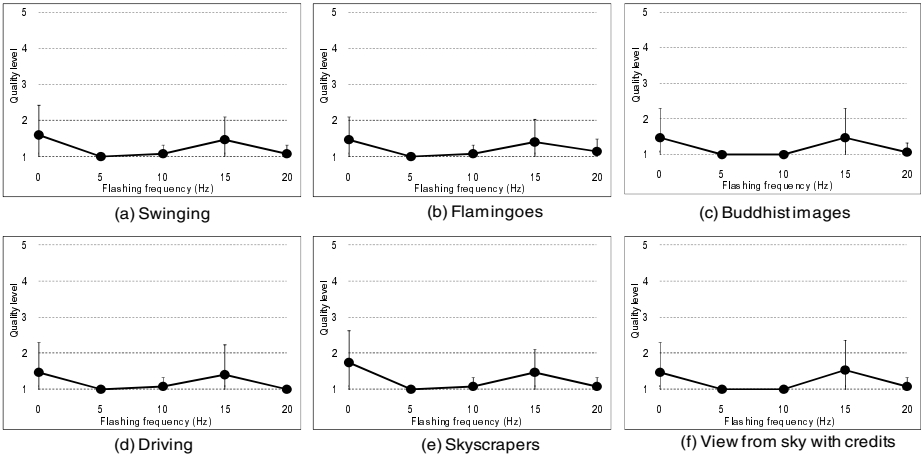 5
4
3
2
1
Quality level
0 5 10 15 20
Flashing frequency (Hz)
(a) Swinging
5
4
3
2
1
Quality level
0 5 10 15 20
Flashing frequency (Hz)
(b) Flamingoes
5
4
3
2
1
Quality level
0 5 10 15 20
Flashing frequency (Hz)
(c) Buddhist images
5
4
3
2
1
Quality level
0 5 10 15 20
Flashing frequency (Hz)
(d) Driving
5
4
3
2
1
Quality level
0 5 10 15 20
Flashing frequency (Hz)
(e) Skyscrapers
5
4
3
2
1
Quality level
0 5 10 15 20
Flashing frequency (Hz)
(f) View from sky with credits